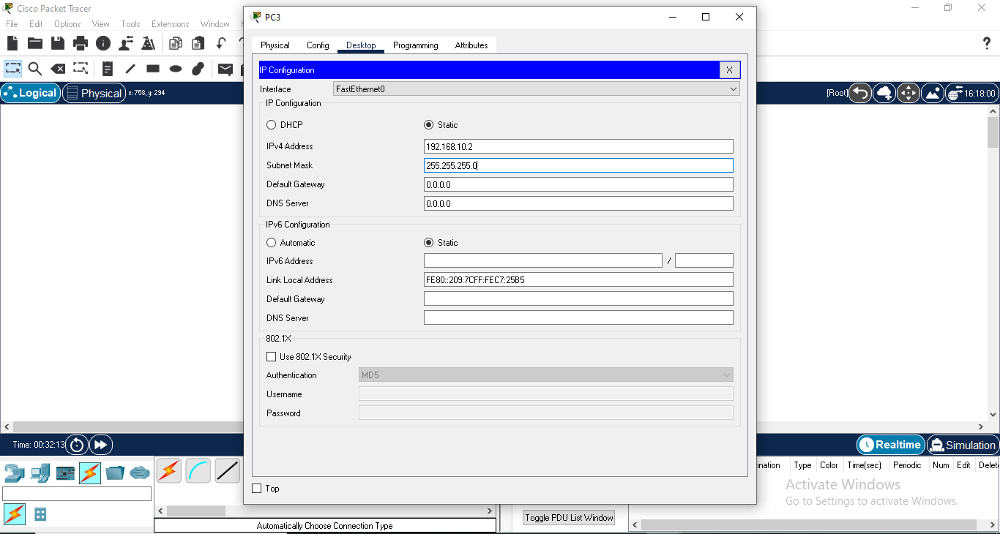 Cisco Packet Tracer
File Edit Options View Tools Extensions Window
PC3
Physical Config Desktop Programming Attributes
IP Configuration X
Interface FastEthernet0
IP Configuration
DHCP Static
IPv4 Address 192.168.10.2
Subnet Mask 255.255.255.0
Default Gateway 0.0.0.0
DNS Server 0.0.0.0
IPv6 Configuration
Automatic Static
IPv6 Address /
Link Local Address FE80::209:7CFF:FEC7:25B5
Default Gateway
DNS Server
802.1X
Use 802.1X Security
Authentication MD5
Username
Password
Top
Logical Physical x: 758, y: 294
[Root] 16:18:00
Time: 00:32:13
Realtime Simulation
Type Color Time(sec) Periodic Num Edit
Activate Windows
Go to Settings to activate Windows.
Toggle PDU List Window
Automatically Choose Connection Type